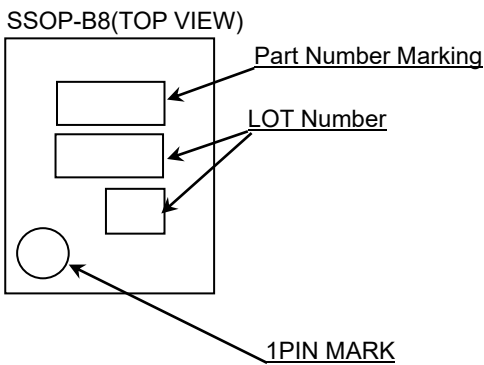 SSOP-B8(TOP VIEW)
Part Number Marking
LOT Number
1PIN MARK